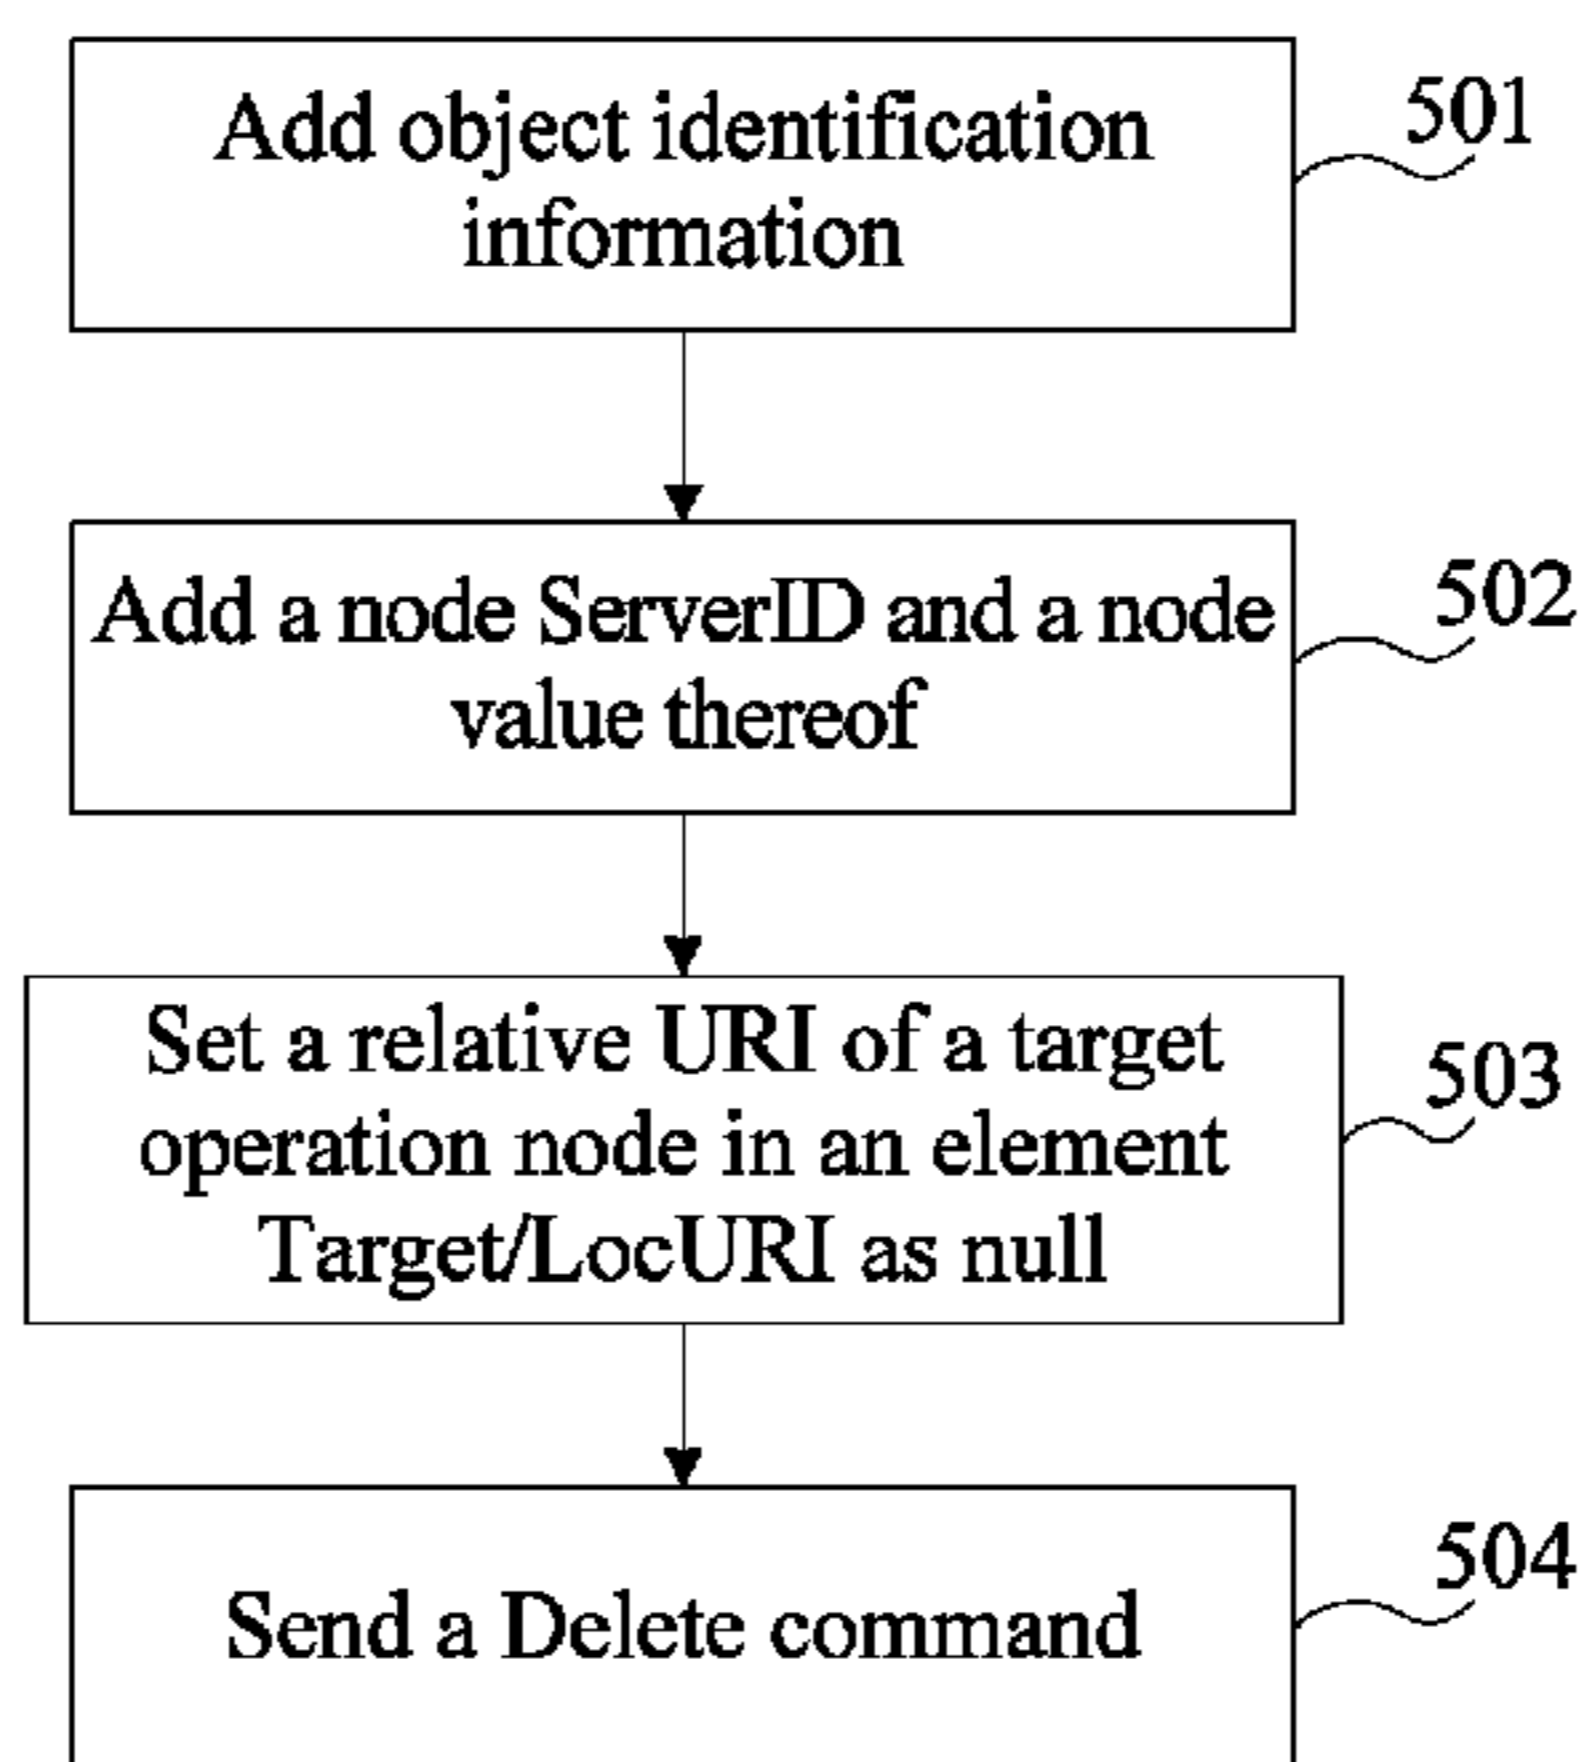 Add object identification
information
501
Add a node ServerID and a node
value thereof
502
Set a relative URI of a target
operation node in an element
Target/LocURI as null
503
Send a Delete command
504